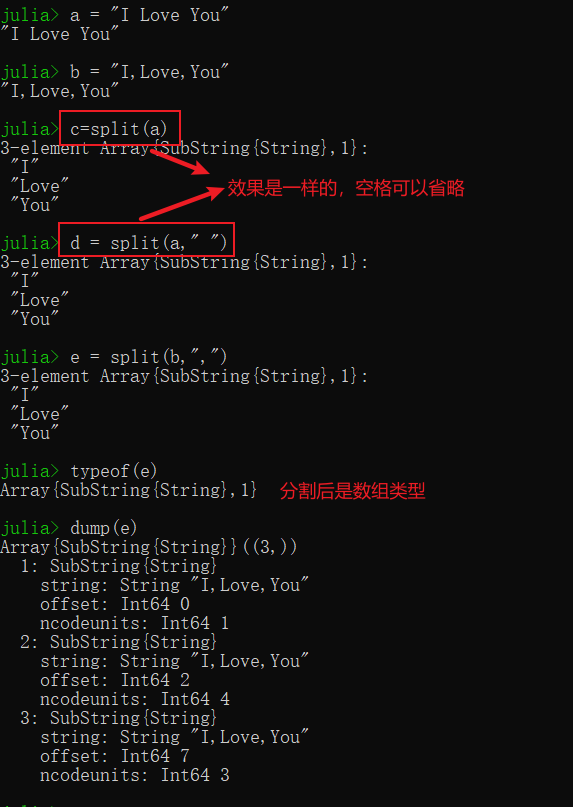 julia> a = "I Love You"
"I Love You"
julia> b = "I,Love,You"
"I,Love,You"
julia> c=split(a)
3-element Array{SubString{String},1}:
"I"
"Love"
"You"
效果是一样的，空格可以省略
julia> d = split(a," ")
3-element Array{SubString{String},1}:
"I"
"Love"
"You"
julia> e = split(b,",")
3-element Array{SubString{String},1}:
"I"
"Love"
"You"
julia> typeof(e)
Array{SubString{String},1} 分割后是数组类型
julia> dump(e)
Array{SubString{String}}((3,))
1: SubString{String}
string: String "I,Love,You"
offset: Int64 0
ncodeunits: Int64 1
2: SubString{String}
string: String "I,Love,You"
offset: Int64 2
ncodeunits: Int64 4
3: SubString{String}
string: String "I,Love,You"
offset: Int64 7
ncodeunits: Int64 3